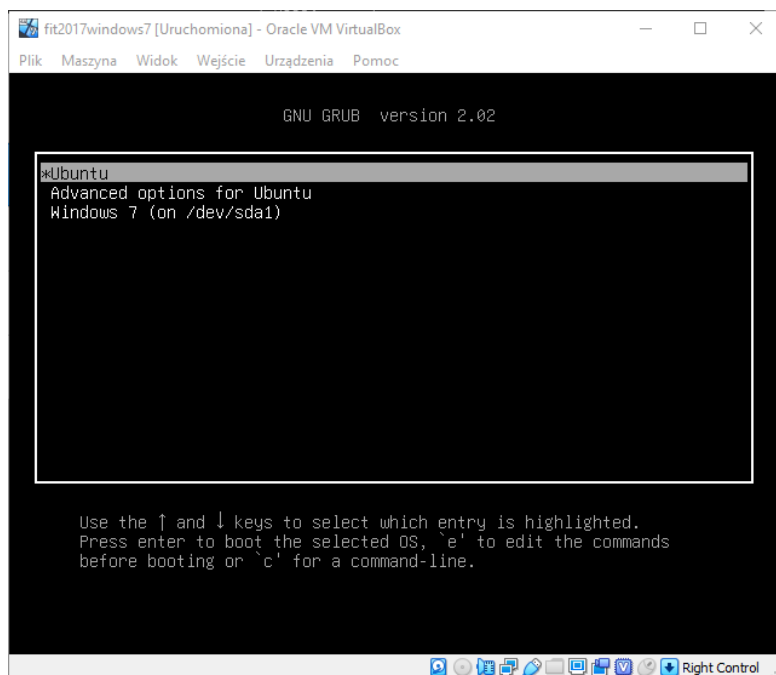 fit2017windows7 [Uruchomiona] - Oracle VM VirtualBox
Plik Maszyna Widok Wejście Urządzenia Pomoc
GNU GRUB version 2.02
*Ubuntu
Advanced options for Ubuntu
Windows 7 (on /dev/sda1)
Use the ↑ and ↓ keys to select which entry is highlighted.
Press enter to boot the selected OS, `e' to edit the commands
before booting or `c' for a command-line.
Right Control